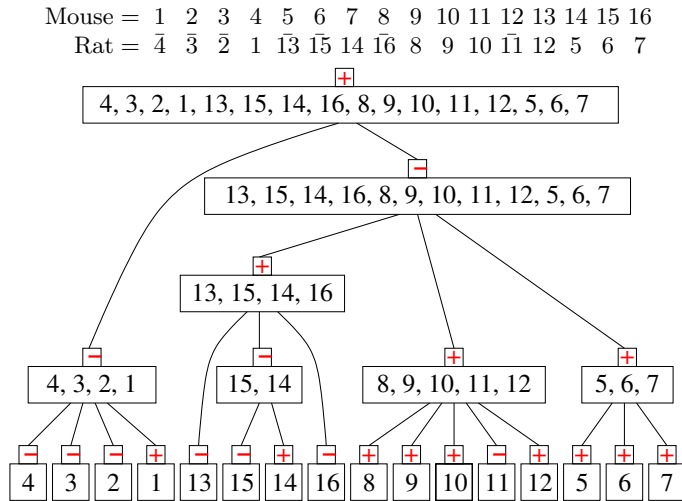 Mouse = 1 2 3 4 5 6 7 8 9 10 11 12 13 14 15 16
Rat = 4̄ 3̄ 2̄ 1 1̄3̄ 1̄5̄ 14 1̄6̄ 8 9 10 1̄1̄ 12 5 6 7
+
4, 3, 2, 1, 13, 15, 14, 16, 8, 9, 10, 11, 12, 5, 6, 7
−
13, 15, 14, 16, 8, 9, 10, 11, 12, 5, 6, 7
+
13, 15, 14, 16
− − + +
4, 3, 2, 1 15, 14 8, 9, 10, 11, 12 5, 6, 7
− − − + − − + − + + + − + + + +
4 3 2 1 13 15 14 16 8 9 10 11 12 5 6 7